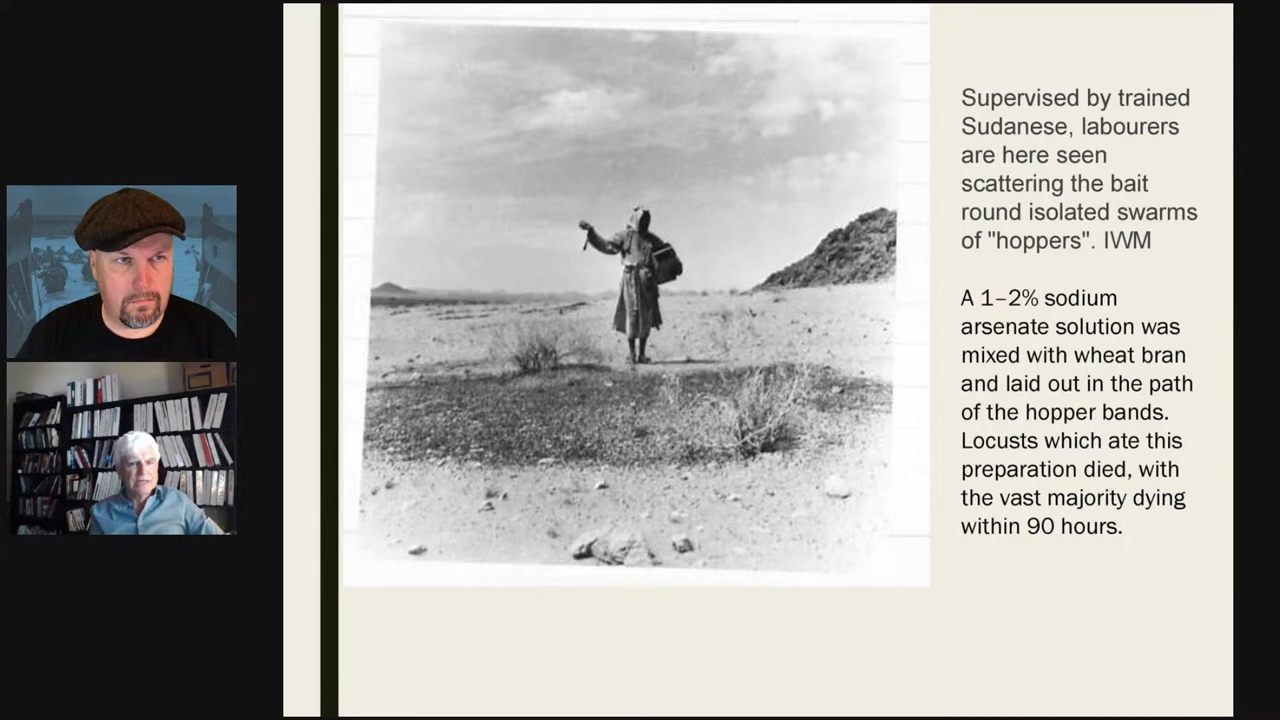 Supervised by trained
Sudanese, labourers
are here seen
scattering the bait
round isolated swarms
of "hoppers". IWM
A 1–2% sodium
arsenate solution was
mixed with wheat bran
and laid out in the path
of the hopper bands.
Locusts which ate this
preparation died, with
the vast majority dying
within 90 hours.